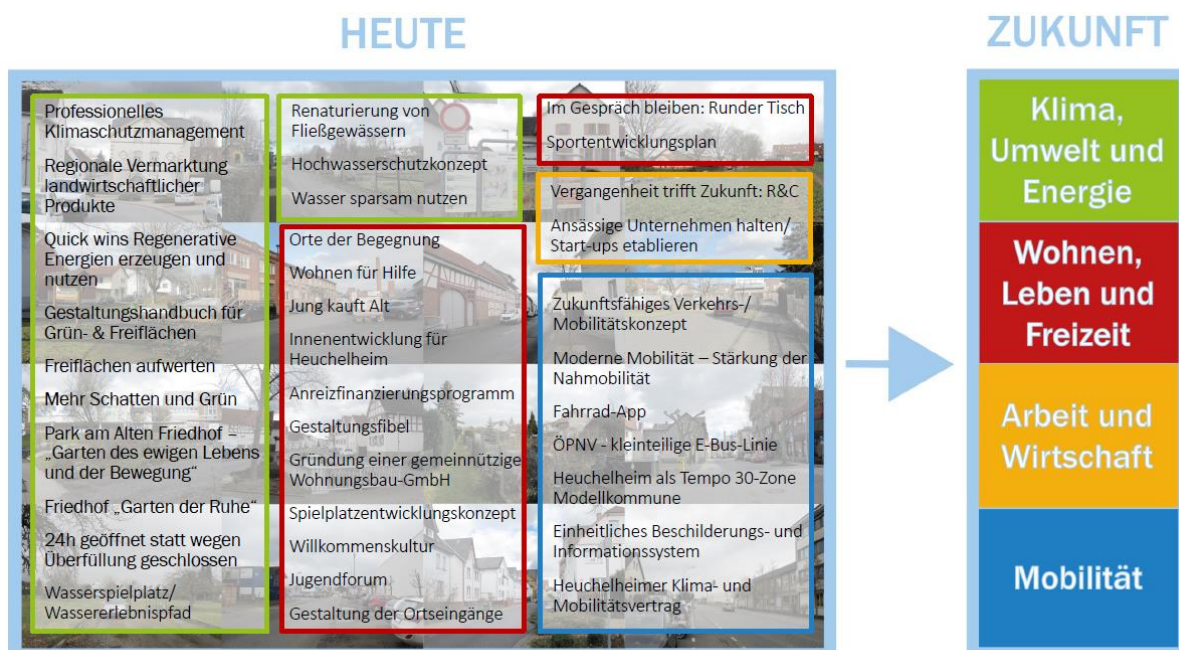 HEUTE
Professionelles
Klimaschutzmanagement
Regionale Vermarktung
landwirtschaftlicher
Produkte
Quick wins Regenerative
Energien erzeugen und
nutzen
Gestaltungshandbuch für
Grün- & Freiflächen
Freiflächen aufwerten
Mehr Schatten und Grün
Park am Alten Friedhof –
„Garten des ewigen Lebens
und der Bewegung“
Friedhof „Garten der Ruhe“
24h geöffnet statt wegen
Überfüllung geschlossen
Wasserspielplatz/
Wassererlebnispfad
Renaturierung von
Fließgewässern
Hochwasserschutzkonzept
Wasser sparsam nutzen
Orte der Begegnung
Wohnen für Hilfe
Jung kauft Alt
Innenentwicklung für
Heuchelheim
Anreizfinanzierungsprogramm
Gestaltungsfibel
Gründung einer gemeinnützige
Wohnungsbau-GmbH
Spielplatzentwicklungskonzept
Willkommenskultur
Jugendforum
Gestaltung der Ortseingänge
Im Gespräch bleiben: Runder Tisch
Sportentwicklungsplan
Vergangenheit trifft Zukunft: R&C
Ansässige Unternehmen halten/
Start-ups etablieren
Zukunftsfähiges Verkehrs-/
Mobilitätskonzept
Moderne Mobilität – Stärkung der
Nahmobilität
Fahrrad-App
ÖPNV - kleinteilige E-Bus-Linie
Heuchelheim als Tempo 30-Zone
Modellkommune
Einheitliches Beschilderungs- und
Informationssystem
Heuchelheimer Klima- und
Mobilitätsvertrag
ZUKUNFT
Klima,
Umwelt und
Energie
Wohnen,
Leben und
Freizeit
Arbeit und
Wirtschaft
Mobilität